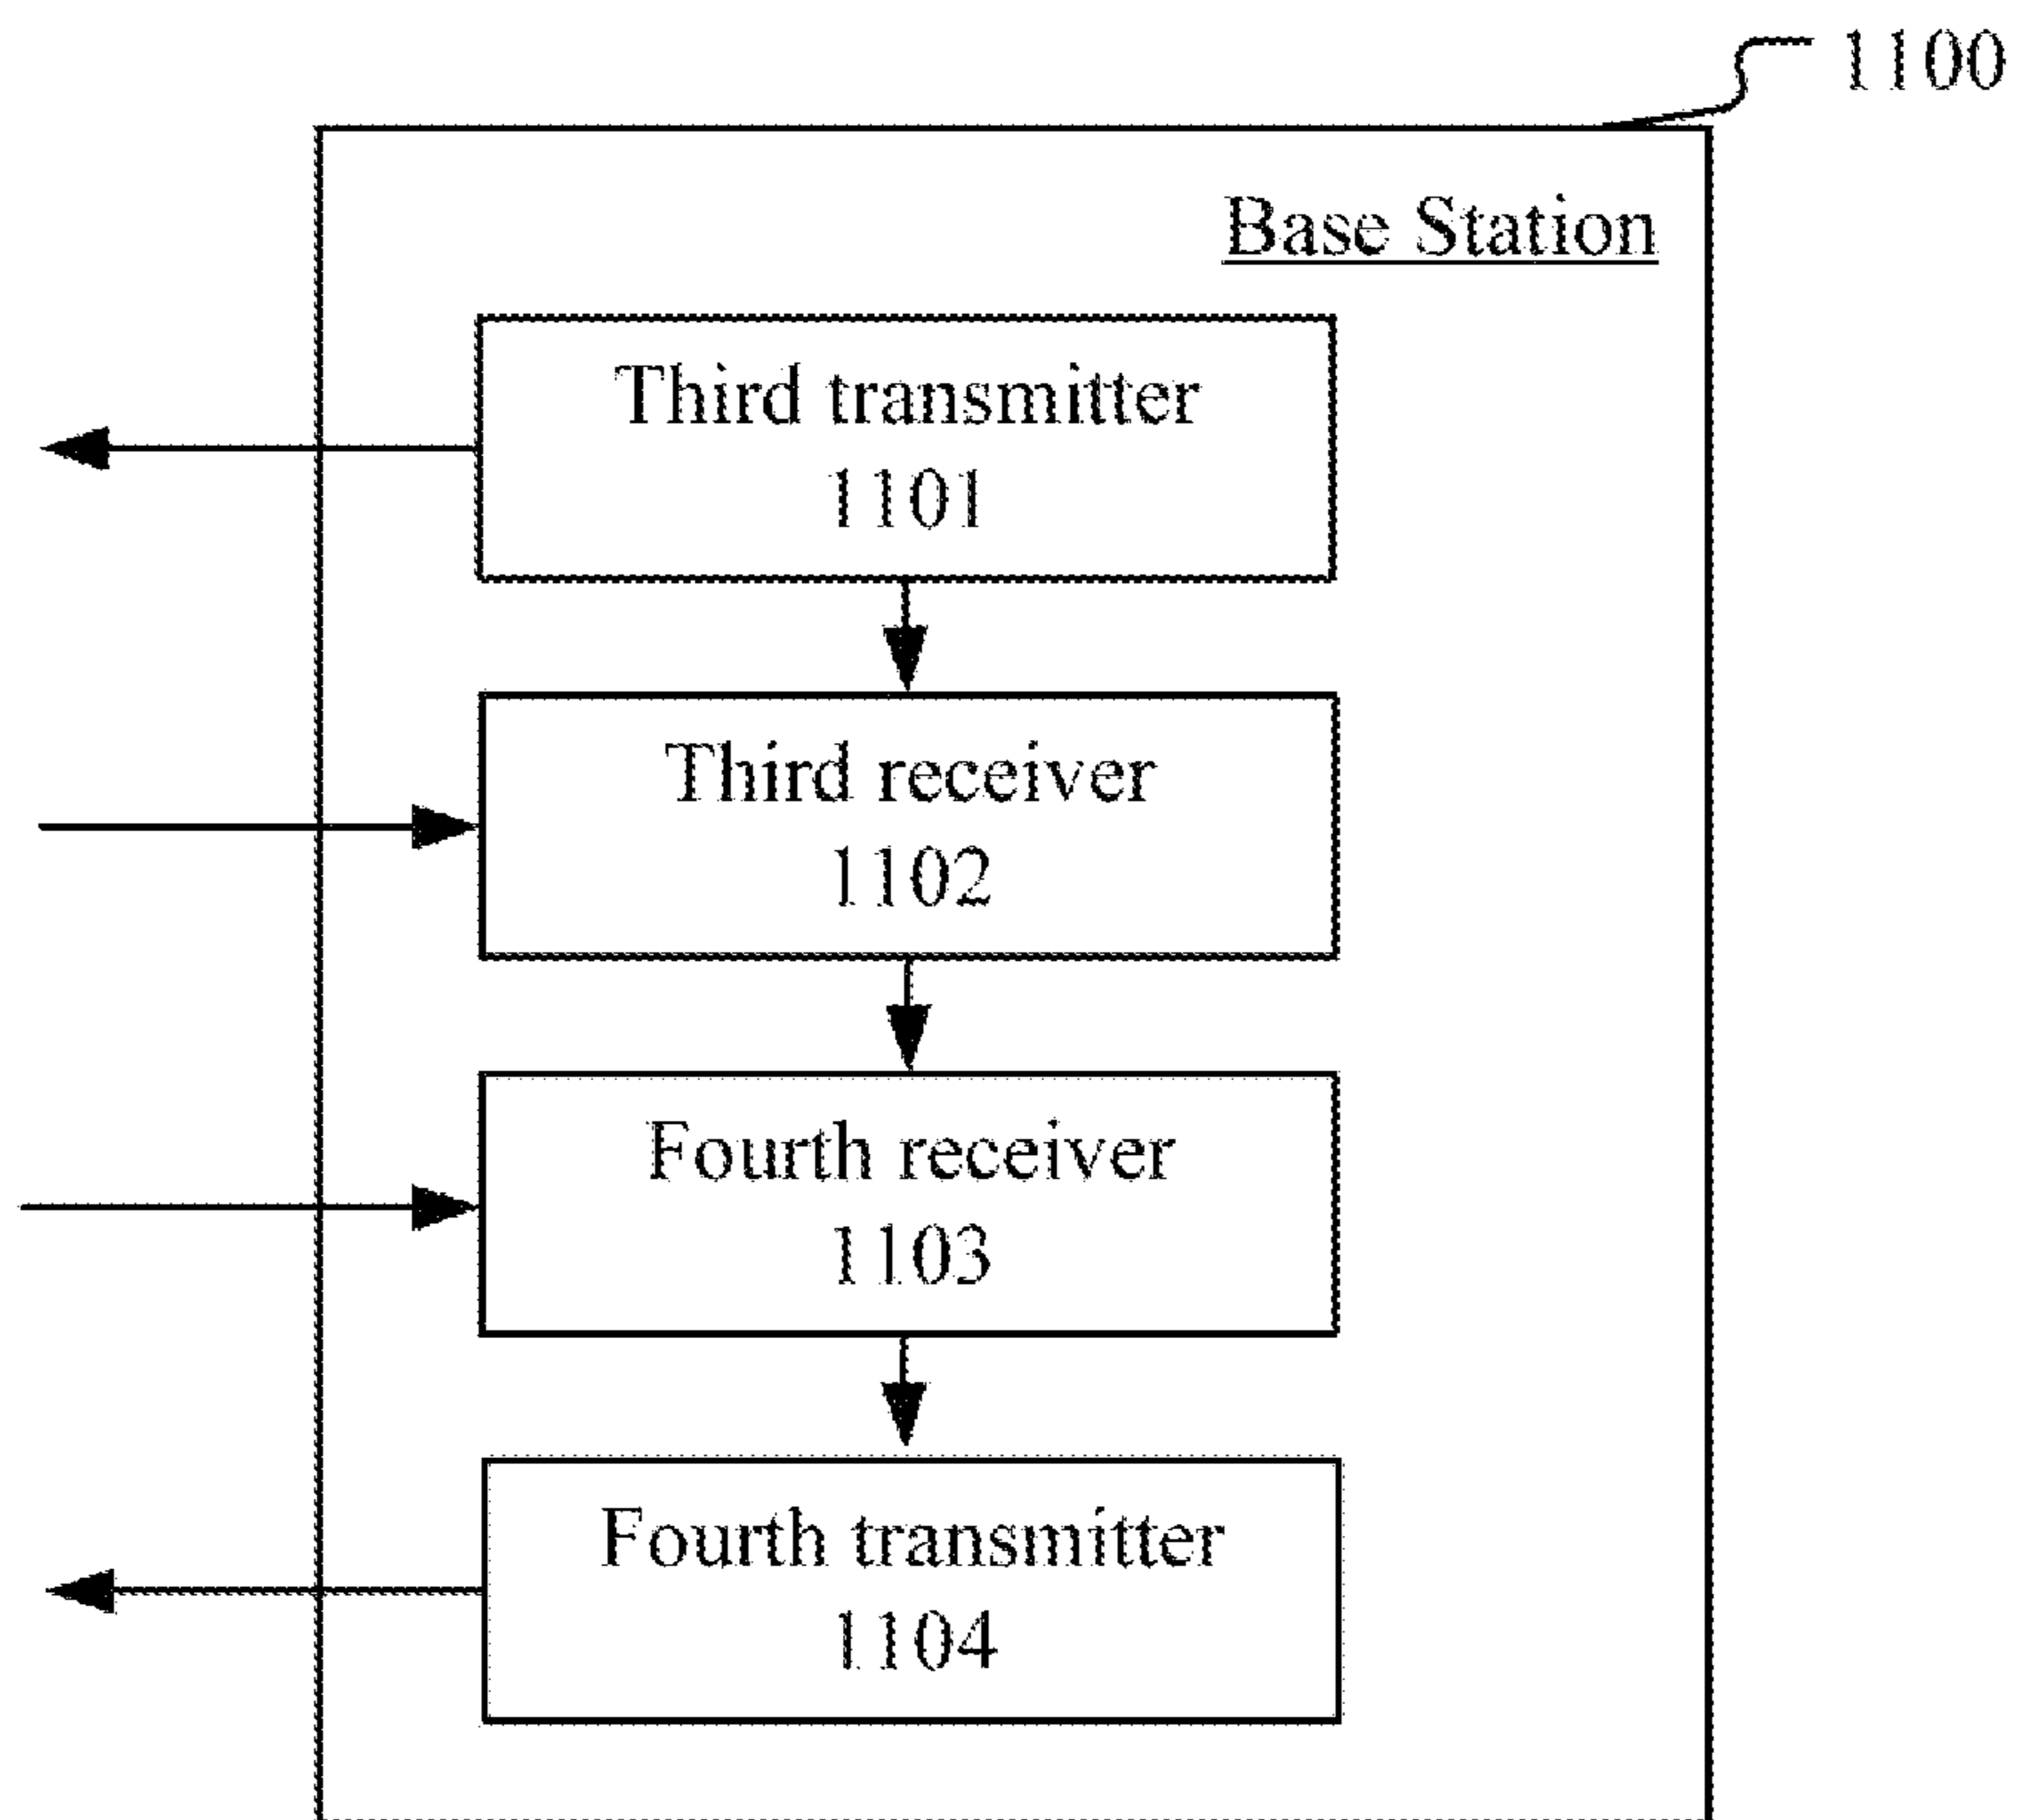 1100
Base Station
Third transmitter
1101
Third receiver
1102
Fourth receiver
1103
Fourth transmitter
1104